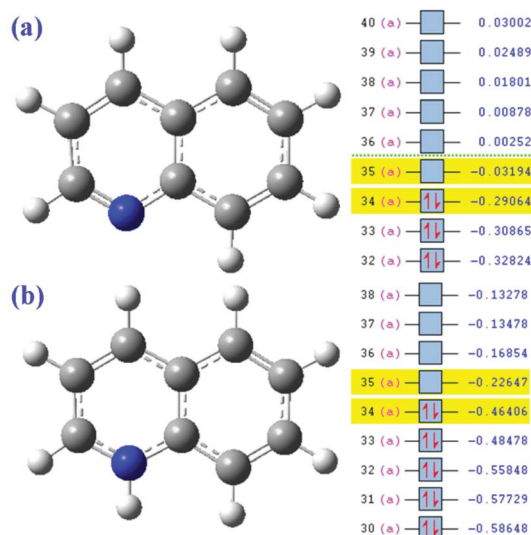 (a)
40 (a) 0.03002
39 (a) 0.02489
38 (a) 0.01801
37 (a) 0.00878
36 (a) 0.00252
35 (a) -0.03194
34 (a) -0.29064
33 (a) -0.30865
32 (a) -0.32824
(b)
38 (a) -0.13278
37 (a) -0.13478
36 (a) -0.16854
35 (a) -0.22647
34 (a) -0.46406
33 (a) -0.48478
32 (a) -0.55848
31 (a) -0.57729
30 (a) -0.58648